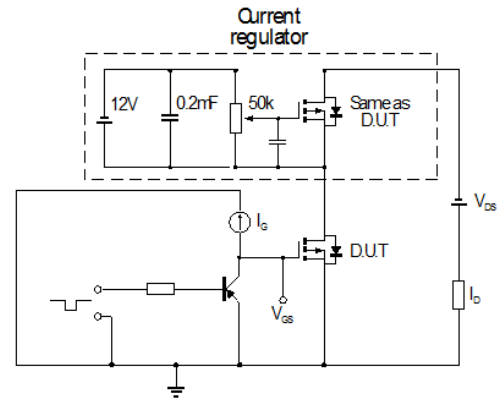 Current
regulator
12V
0.2mF
50k
Same as
D.U.T
V_DS
I_G
D.U.T
V_GS
I_D